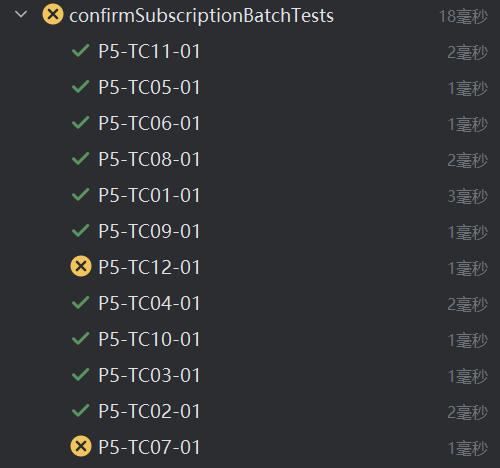 confirmSubscriptionBatchTests 18毫秒
P5-TC11-01 2毫秒
P5-TC05-01 1毫秒
P5-TC06-01 1毫秒
P5-TC08-01 2毫秒
P5-TC01-01 3毫秒
P5-TC09-01 1毫秒
P5-TC12-01 1毫秒
P5-TC04-01 2毫秒
P5-TC10-01 1毫秒
P5-TC03-01 1毫秒
P5-TC02-01 2毫秒
P5-TC07-01 1毫秒